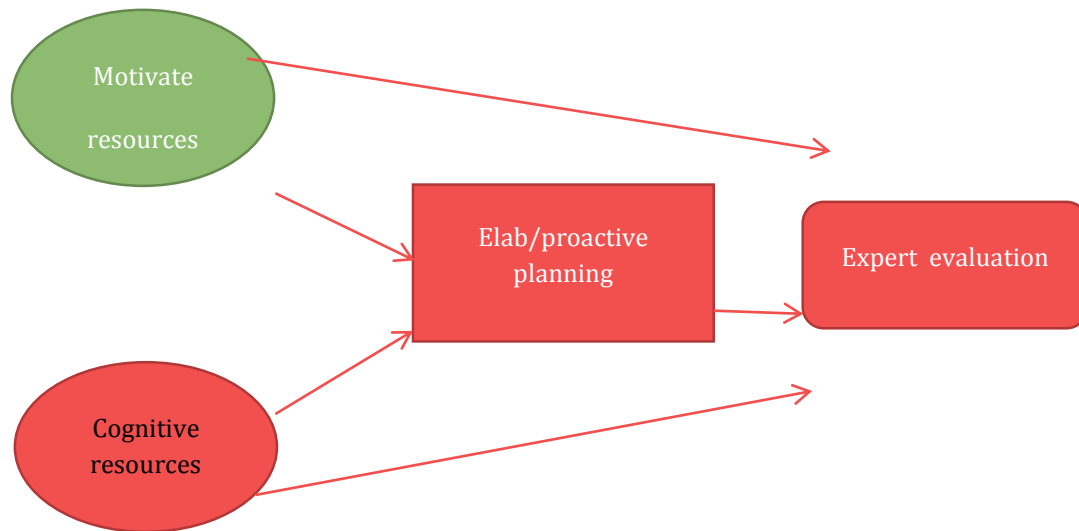 Motivate
resources
Elab/proactive
planning
Expert evaluation
Cognitive
resources